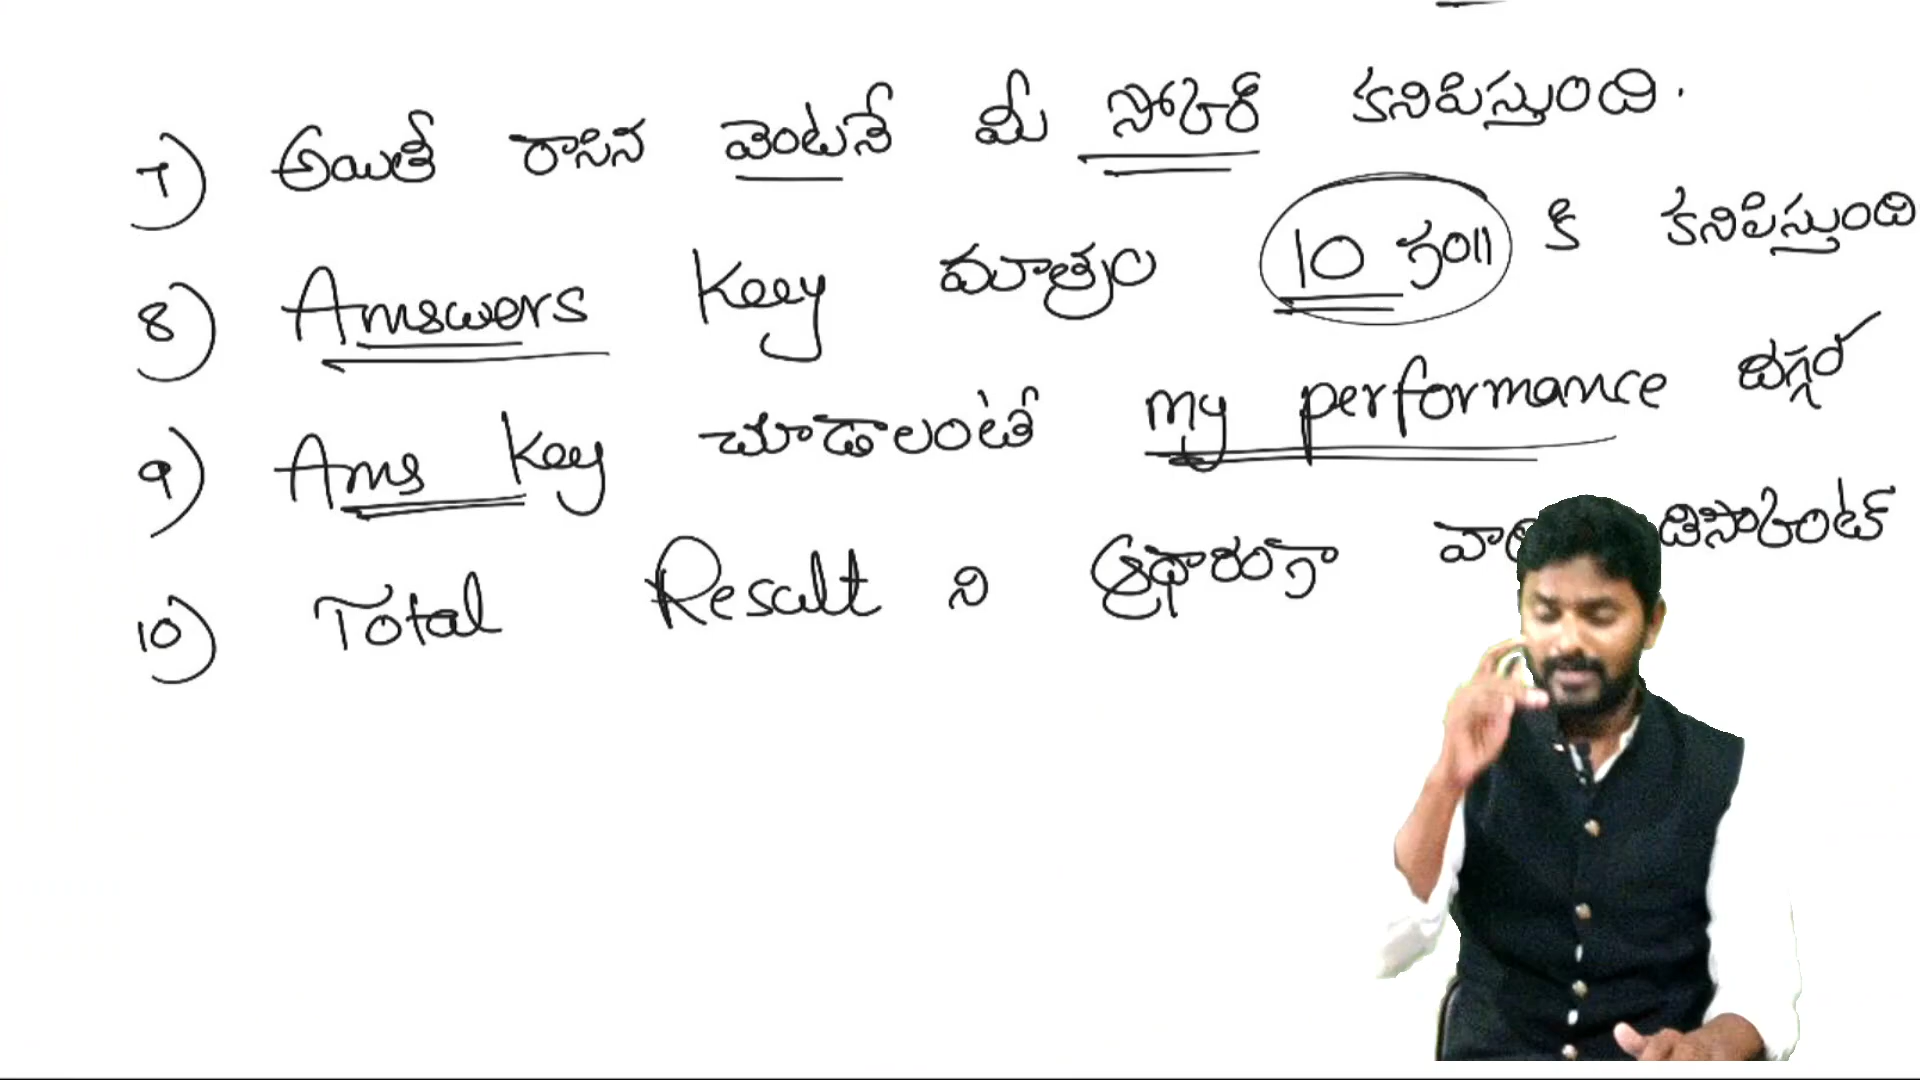 7) అయితే రాసిన వెంటనే మీ స్కోర్ కనిపిస్తుంది.
8) Answers Key మాత్రం 10 గం॥ కి కనిపిస్తుంది
9) Ans Key చూడాలంటే my performance దగ్గర
10) Total Result ని ఆధారంగా డిస్కౌంట్